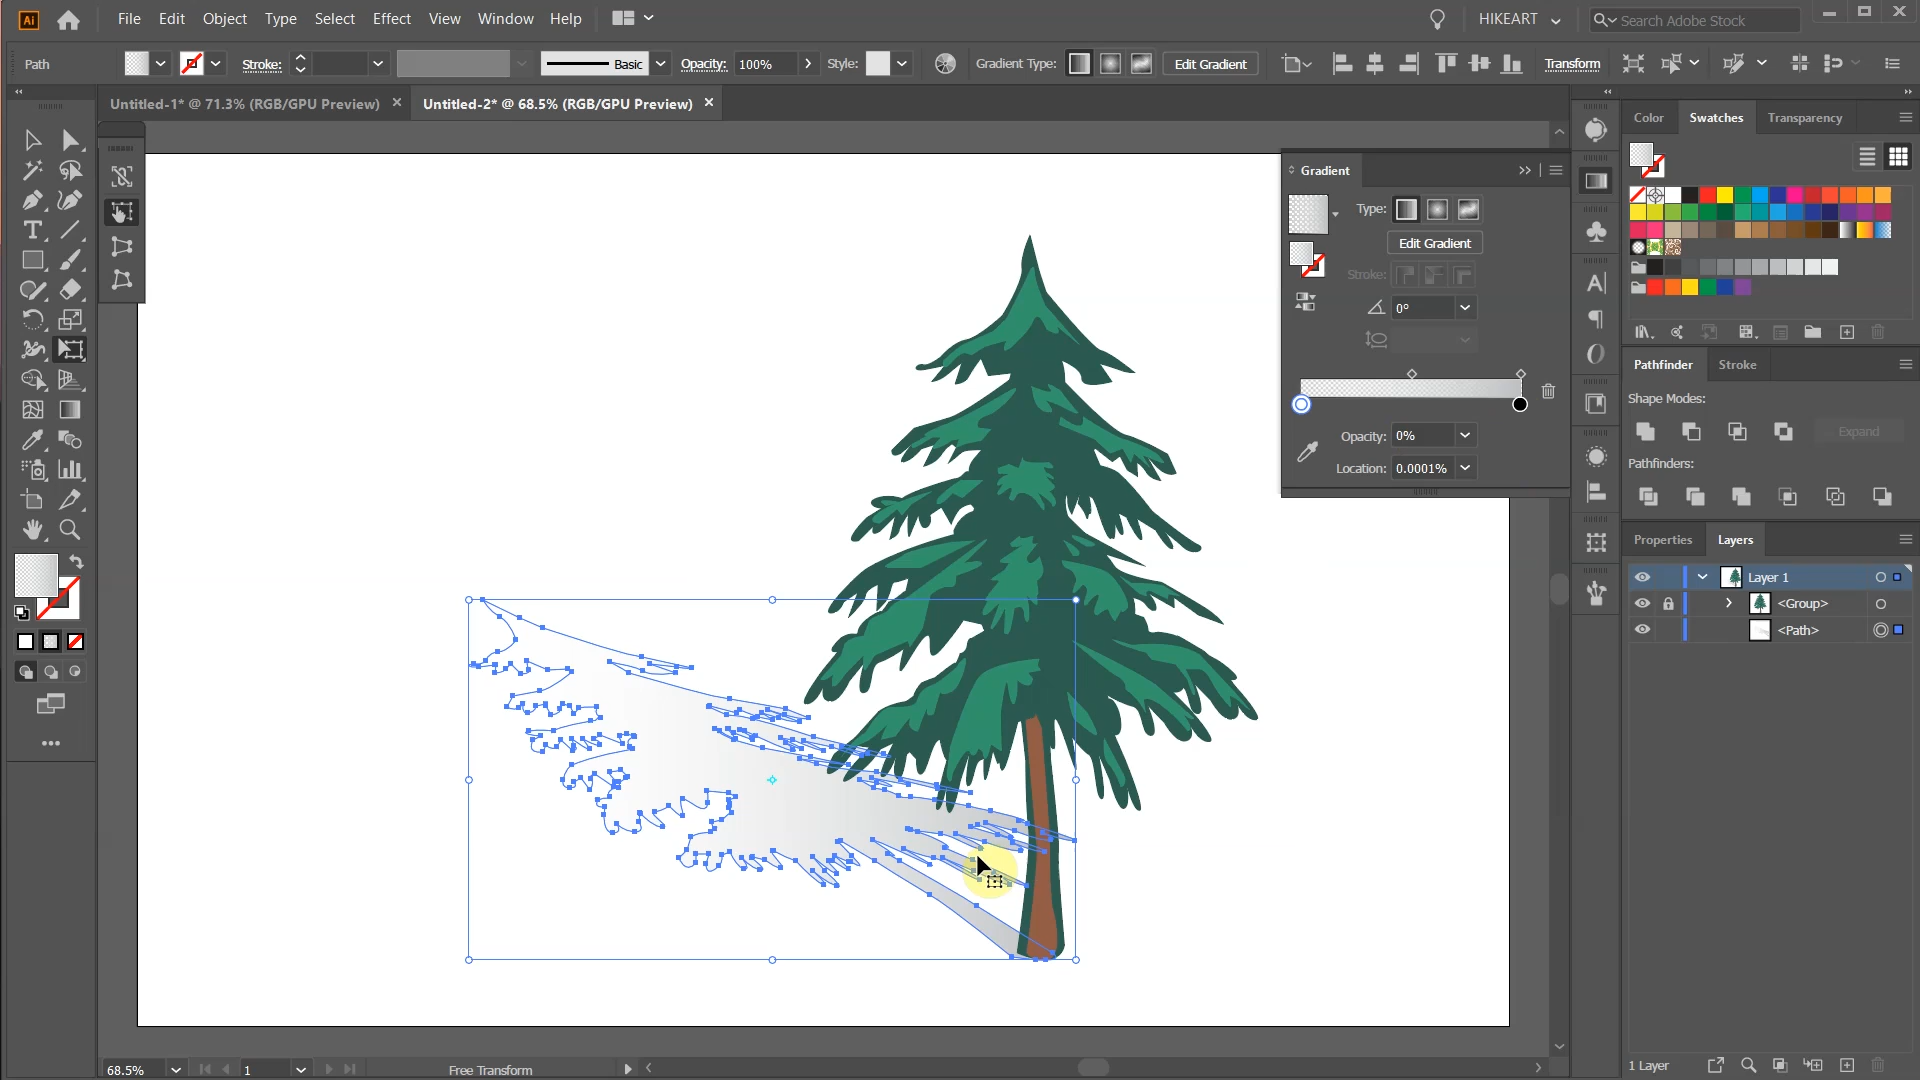 Ai File Edit Object Type Select Effect View Window Help HIKEART Search Adobe Stock
Path Stroke: Basic Opacity: 100% Style: Gradient Type: Edit Gradient Transform
Untitled-1* @ 71.3% (RGB/GPU Preview) Untitled-2* @ 68.5% (RGB/GPU Preview)
Gradient
Type:
Edit Gradient
Stroke:
0°
Opacity: 0%
Location: 0.0001%
Color Swatches Transparency
Pathfinder Stroke
Shape Modes:
Expand
Pathfinders:
Properties Layers
Layer 1
<Group>
<Path>
1 Layer
68.5% 1 Free Transform